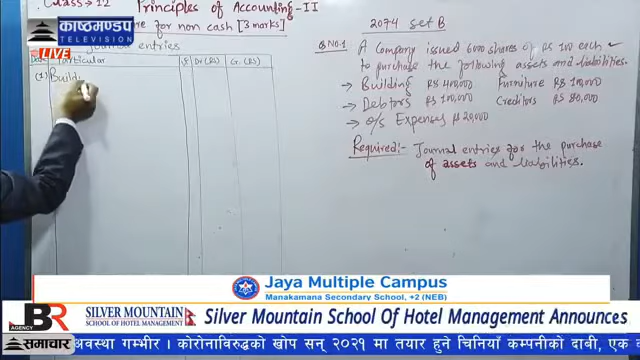 Class-12 Principles of Accounting-II
काष्ठमण्डप
TELEVISION
LIVE
for non cash [3 marks]
Journal entries
Particular Dr (RS) Cr. (RS)
(1) Build
2074 Set B
Q.NO.1 A Company issued 6000 shares of RS 100 each
to purchase the following assets and liabilities.
→ Building RS 400,000 Furniture RS 100,000
→ Debtors RS 100,000 Creditors RS 80,000
→ O/S Expenses RS 20,000
Required:- Journal entries for the purchase
of assets and liabilities.
Jaya Multiple Campus
Manakamana Secondary School, +2 (NEB)
JBR
AGENCY
SILVER MOUNTAIN
SCHOOL OF HOTEL MANAGEMENT
Silver Mountain School Of Hotel Management Announces
समाचार
अवस्था गम्भीर । कोरोनाविरुद्धको खोप सन् २०२१ मा तयार हुने चिनियाँ कम्पनीको दावी, एक